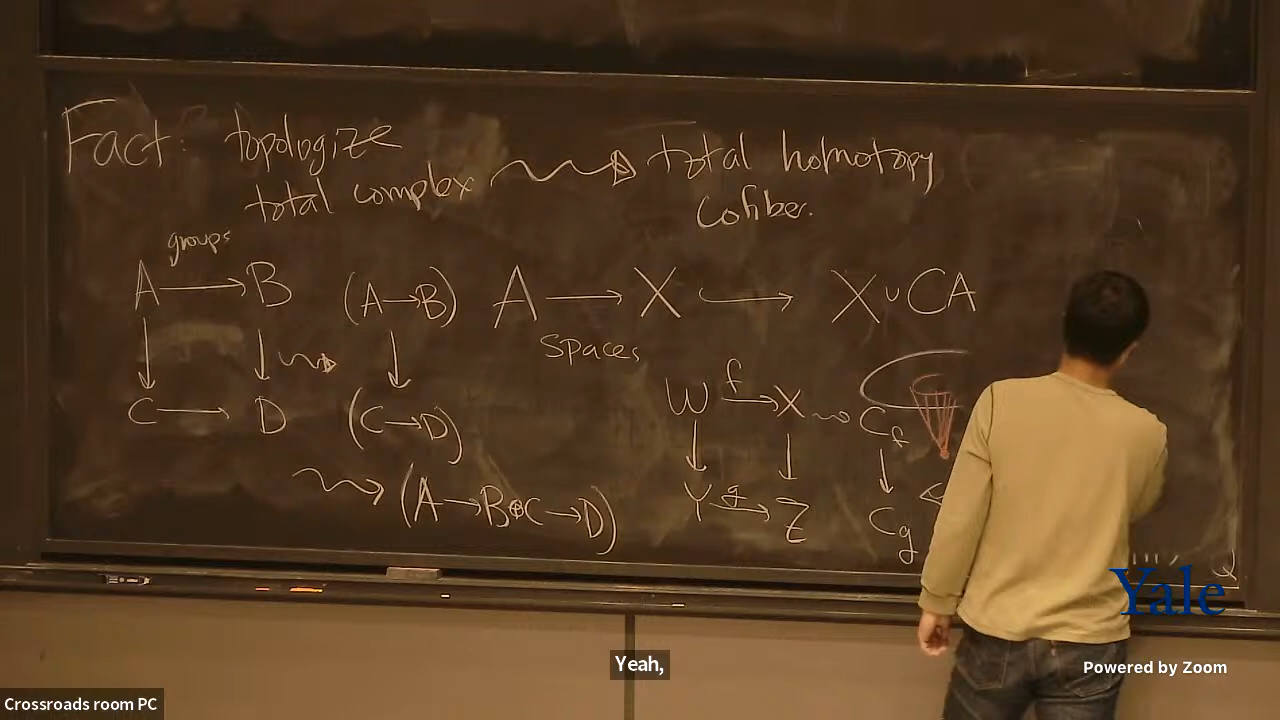 Fact: topologize
total complex ⇝ total homotopy
cofiber.
groups
A → B
(A→B)
A → X ↪ X ∪ CA
spaces
↓ ↓ ⇝ ↓
C → D
(C→D)
⇝ (A→B⊕C→D)
W f→ X ⇝ C_f
↓ ↓ ↓
Y g→ Z C_g
Q
Yale
Yeah,
Powered by Zoom
Crossroads room PC